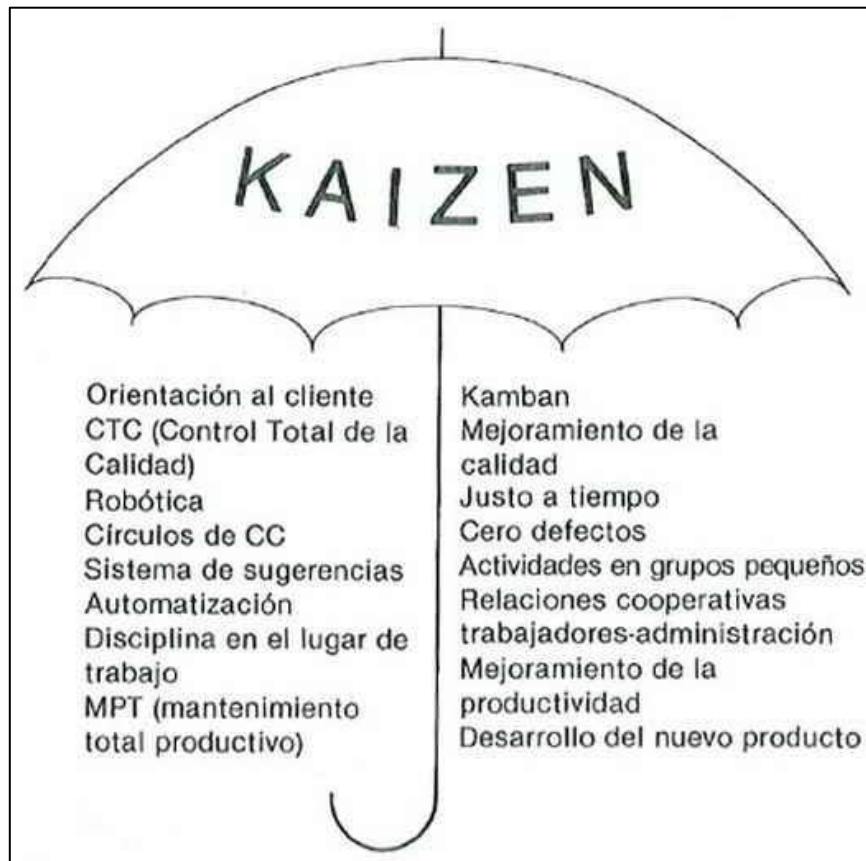 KAIZEN
Orientación al cliente
CTC (Control Total de la
Calidad)
Robótica
Círculos de CC
Sistema de sugerencias
Automatización
Disciplina en el lugar de
trabajo
MPT (mantenimiento
total productivo)
Kamban
Mejoramiento de la
calidad
Justo a tiempo
Cero defectos
Actividades en grupos pequeños
Relaciones cooperativas
trabajadores-administración
Mejoramiento de la
productividad
Desarrollo del nuevo producto